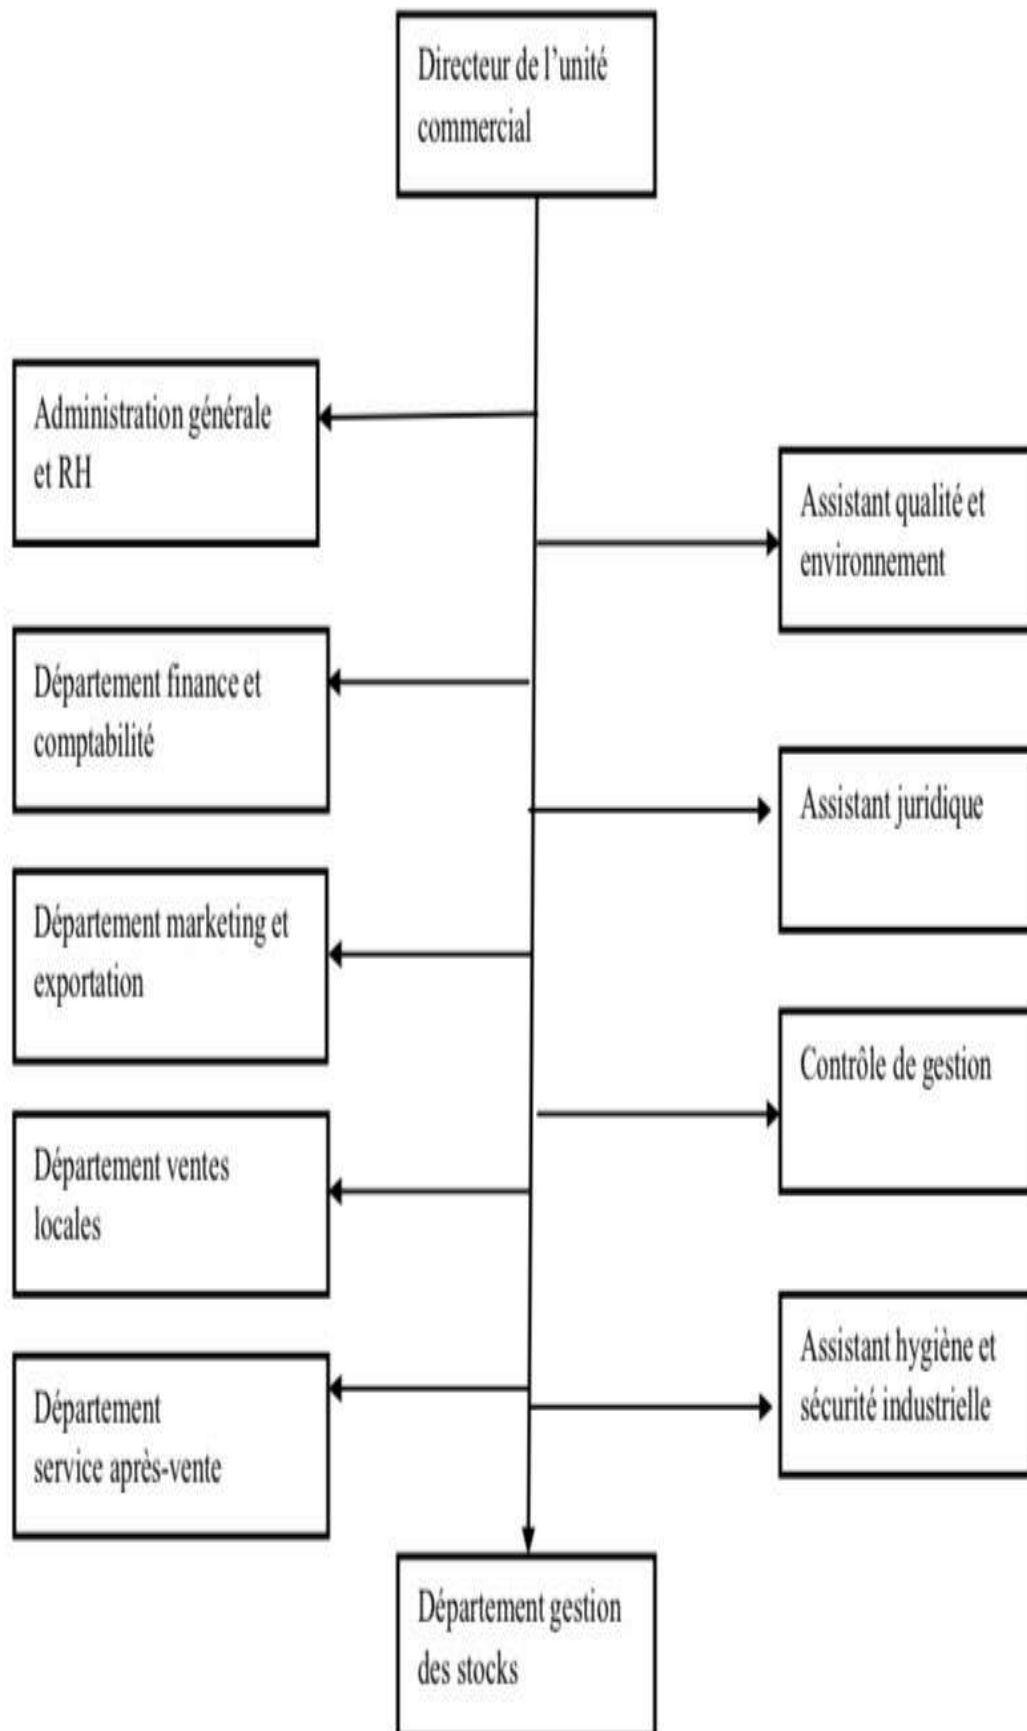 Directeur de l’unité
commercial
Administration générale
et RH
Assistant qualité et
environnement
Département finance et
comptabilité
Assistant juridique
Département marketing et
exportation
Contrôle de gestion
Département ventes
locales
Assistant hygiène et
sécurité industrielle
Département
service après-vente
Département gestion
des stocks